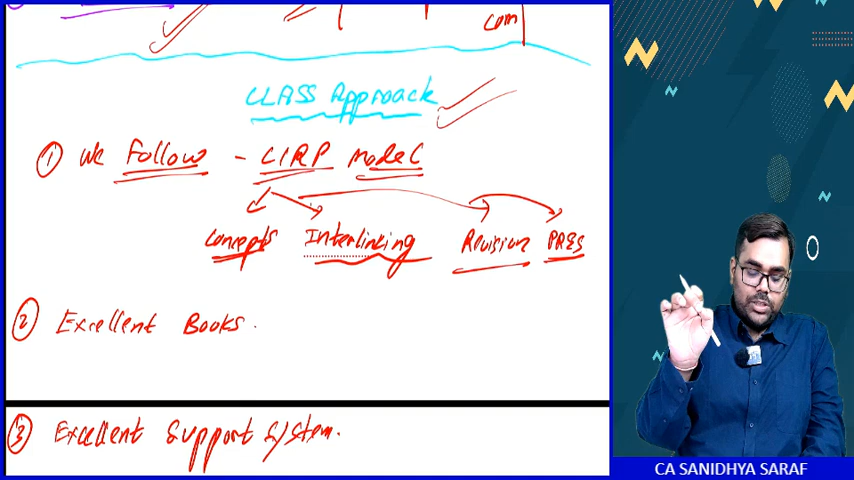 com
CLASS Approach
① We Follow - CIRP Model
Concepts Interlinking Revision PRES
② Excellent Books.
③ Excellent Support System.
CA SANIDHYA SARAF